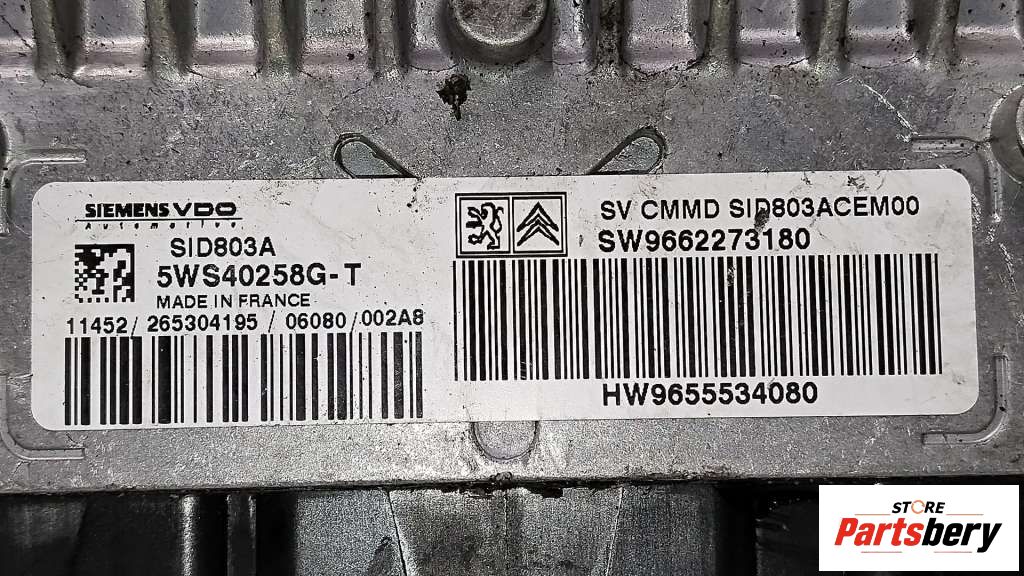 SIEMENS VDO
Automotive
SID803A
5WS40258G-T
MADE IN FRANCE
11452/265304195/06080/002A8
SV CMMD SID803ACEM00
SW9662273180
HW9655534080
STORE
Partsbery